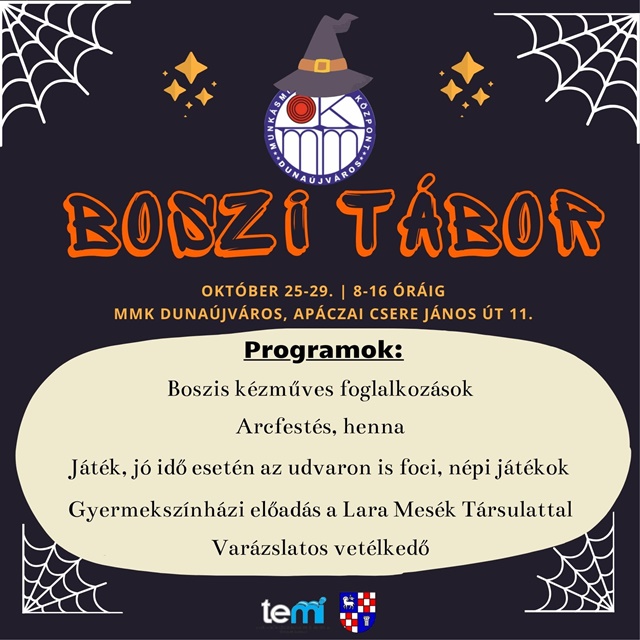 MUNKÁSMŰ
KÖZPONT
DUNAÚJVÁROS
BOSZI TÁBOR
OKTÓBER 25-29. | 8-16 ÓRÁIG
MMK DUNAÚJVÁROS, APÁCZAI CSERE JÁNOS ÚT 11.
Programok:
Boszis kézműves foglalkozások
Arcfestés, henna
Játék, jó idő esetén az udvaron is foci, népi játékok
Gyermekszínházi előadás a Lara Mesék Társulattal
Varázslatos vetélkedő
temi